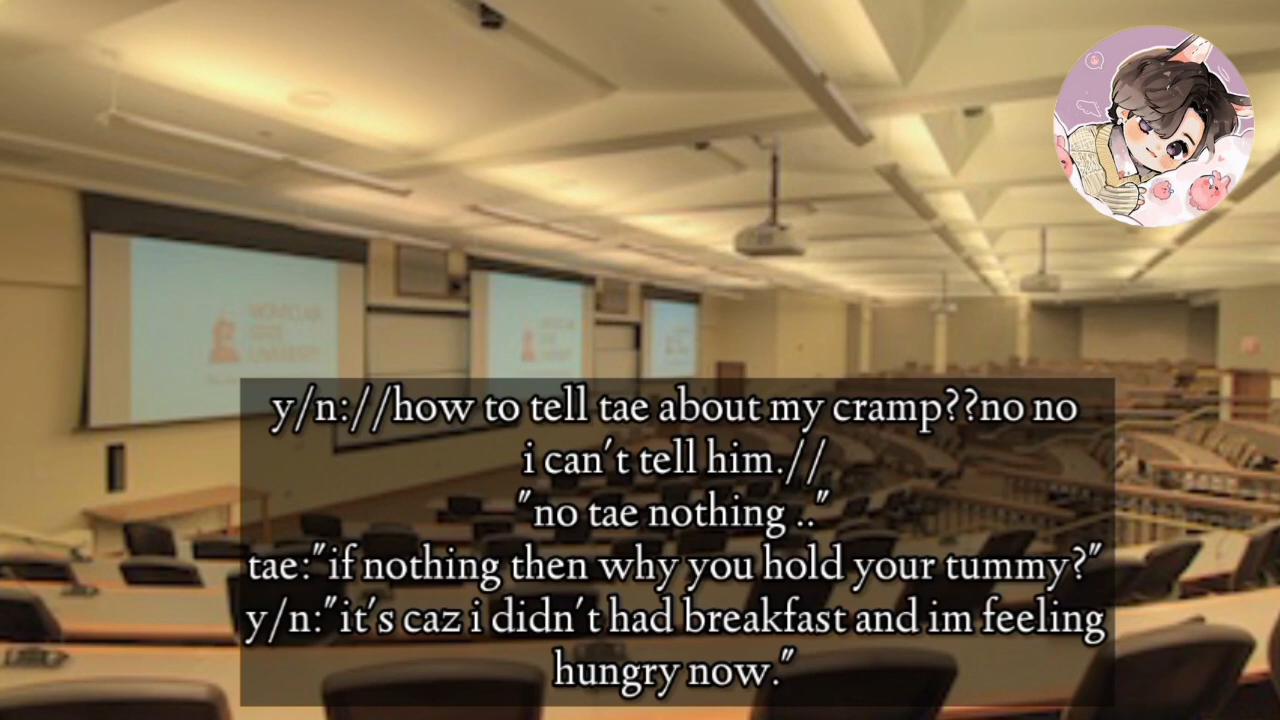 y/n://how to tell tae about my cramp??no no
i can't tell him.//
"no tae nothing .."
tae:"if nothing then why you hold your tummy?"
y/n:"it's caz i didn't had breakfast and im feeling
hungry now."